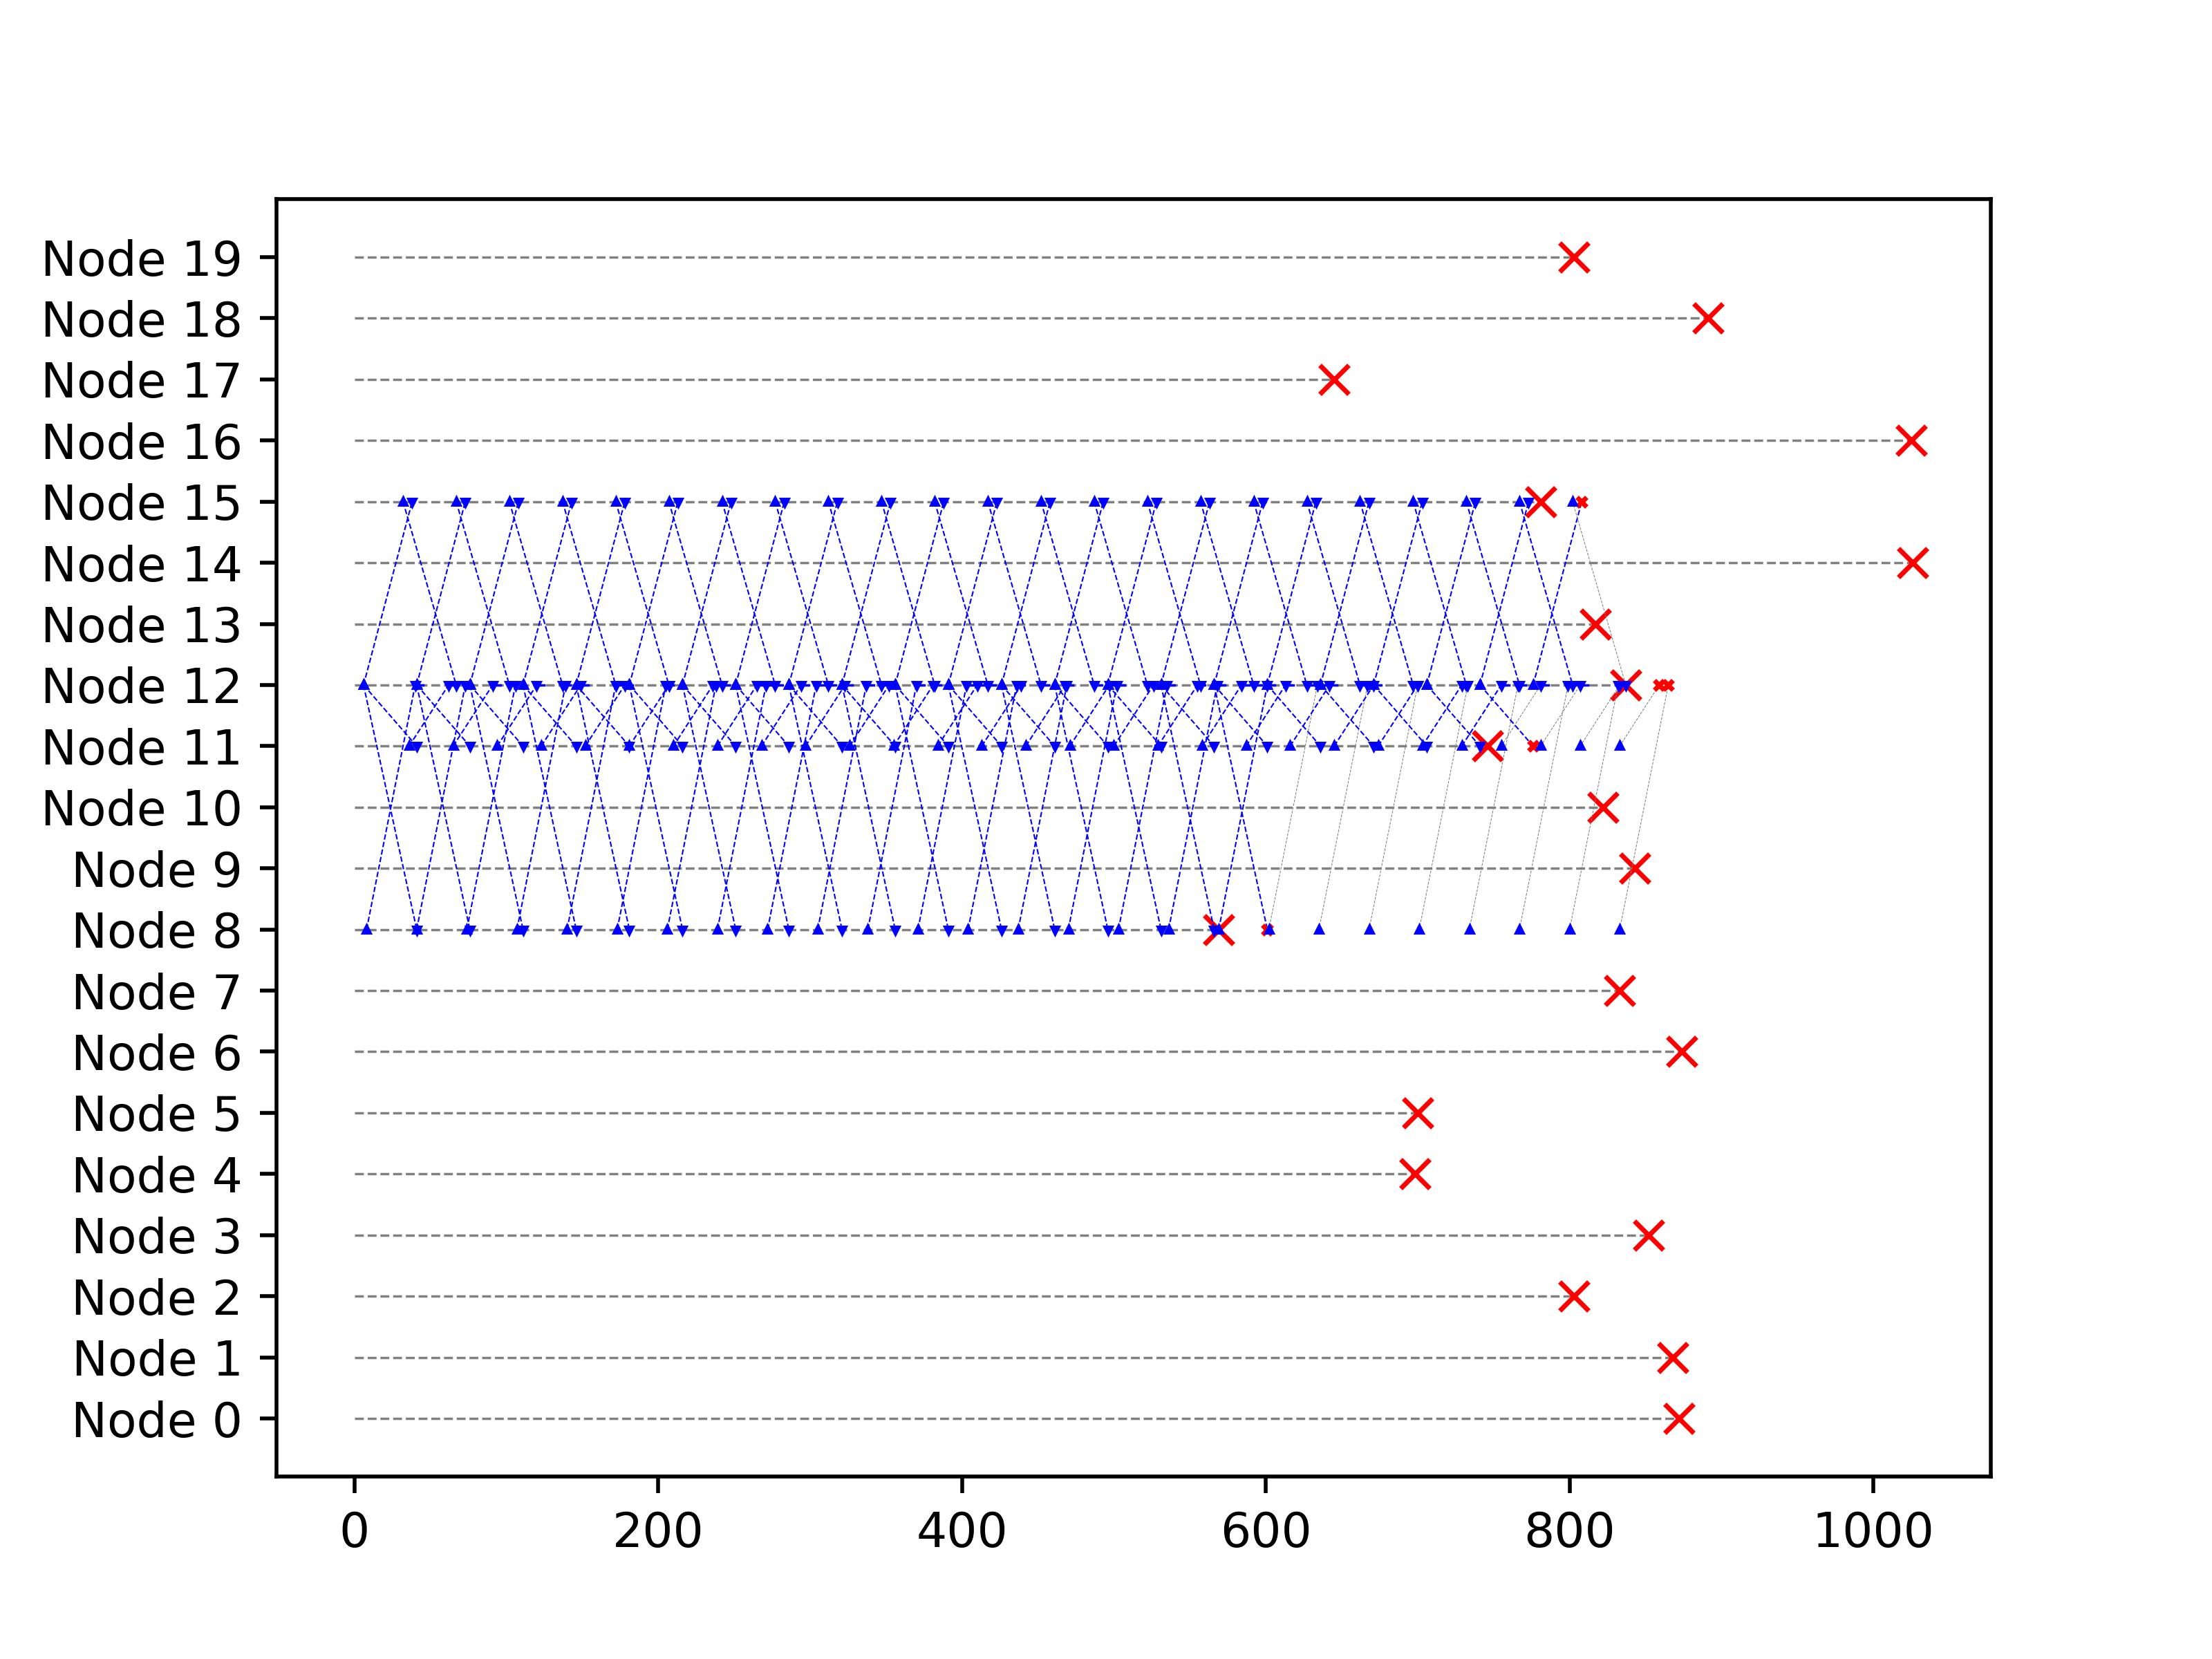 Node 19
Node 18
Node 17
Node 16
Node 15
Node 14
Node 13
Node 12
Node 11
Node 10
Node 9
Node 8
Node 7
Node 6
Node 5
Node 4
Node 3
Node 2
Node 1
Node 0
0 200 400 600 800 1000